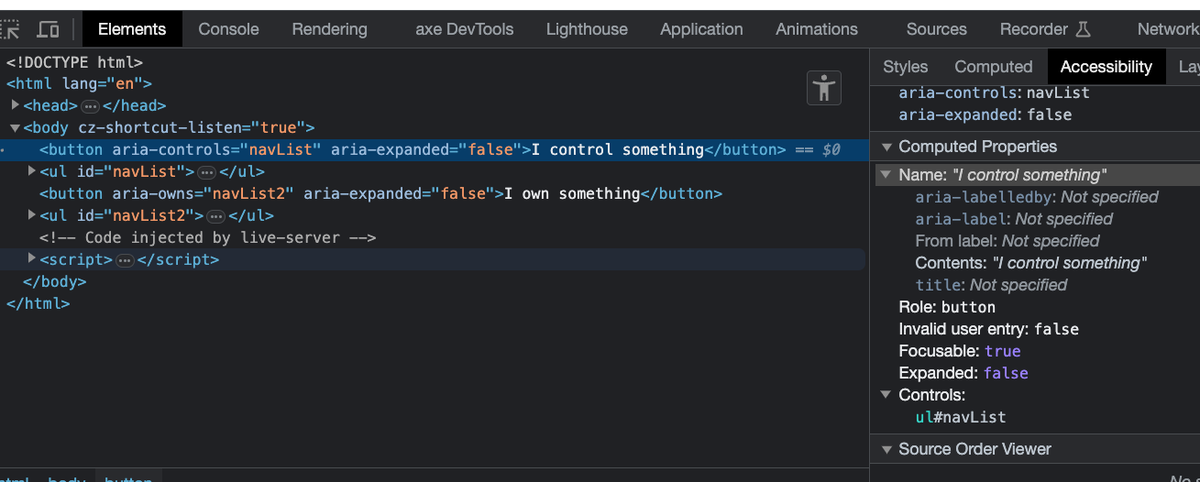 Elements Console Rendering axe DevTools Lighthouse Application Animations Sources Recorder Network
<!DOCTYPE html>
<html lang="en">
<head> ••• </head>
<body cz-shortcut-listen="true">
<button aria-controls="navList" aria-expanded="false">I control something</button> == $0
<ul id="navList"> ••• </ul>
<button aria-owns="navList2" aria-expanded="false">I own something</button>
<ul id="navList2"> ••• </ul>
<!-- Code injected by live-server -->
<script> ••• </script>
</body>
</html>
html body button
Styles Computed Accessibility Lay
aria-controls: navList
aria-expanded: false
Computed Properties
Name: "I control something"
aria-labelledby: Not specified
aria-label: Not specified
From label: Not specified
Contents: "I control something"
title: Not specified
Role: button
Invalid user entry: false
Focusable: true
Expanded: false
Controls:
ul#navList
Source Order Viewer